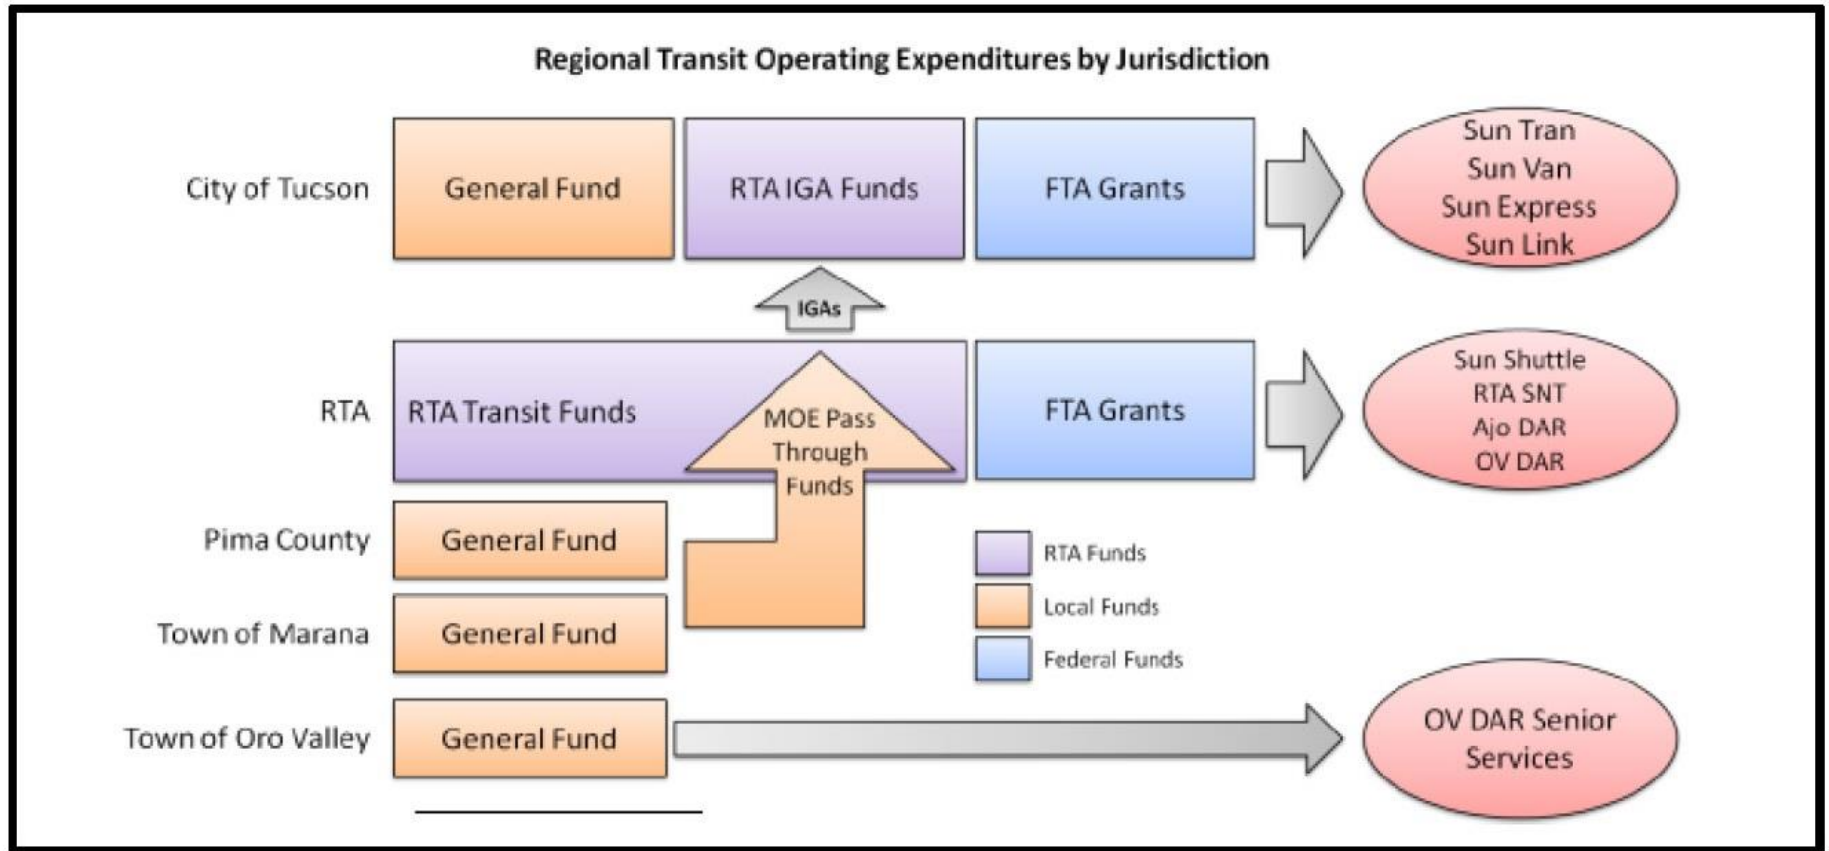 Regional Transit Operating Expenditures by Jurisdiction
City of Tucson
General Fund
RTA IGA Funds
FTA Grants
Sun Tran
Sun Van
Sun Express
Sun Link
IGAs
RTA
RTA Transit Funds
MOE Pass
Through
Funds
FTA Grants
Sun Shuttle
RTA SNT
Ajo DAR
OV DAR
Pima County
General Fund
Town of Marana
General Fund
RTA Funds
Local Funds
Federal Funds
Town of Oro Valley
General Fund
OV DAR Senior
Services